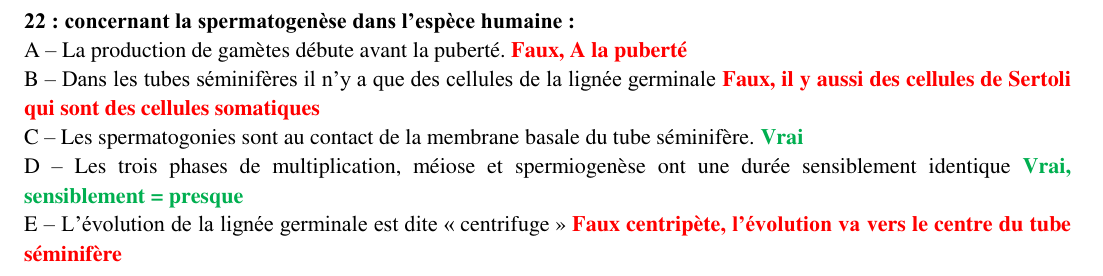 22 : concernant la spermatogenèse dans l’espèce humaine :
A – La production de gamètes débute avant la puberté. Faux, A la puberté
B – Dans les tubes séminifères il n’y a que des cellules de la lignée germinale Faux, il y aussi des cellules de Sertoli
qui sont des cellules somatiques
C – Les spermatogonies sont au contact de la membrane basale du tube séminifère. Vrai
D – Les trois phases de multiplication, méiose et spermiogenèse ont une durée sensiblement identique Vrai,
sensiblement = presque
E – L’évolution de la lignée germinale est dite « centrifuge » Faux centripète, l’évolution va vers le centre du tube
séminifère